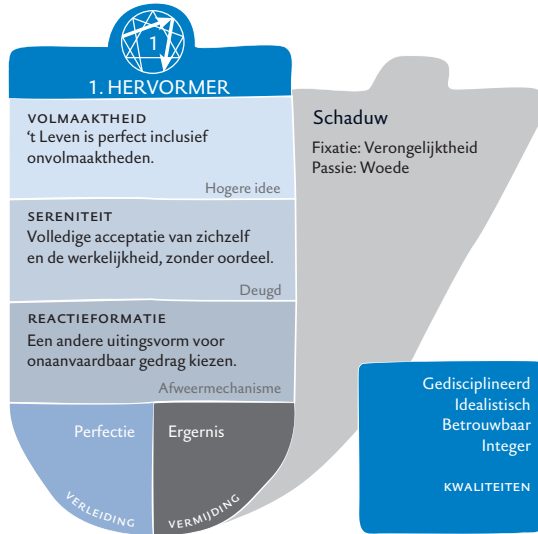 1
1. HERVORMER
VOLMAAKTHEID
‘t Leven is perfect inclusief
onvolmaaktheden.
Hogere idee
SERENITEIT
Volledige acceptatie van zichzelf
en de werkelijkheid, zonder oordeel.
Deugd
REACTIEFORMATIE
Een andere uitingsvorm voor
onaanvaardbaar gedrag kiezen.
Afweermechanisme
Perfectie
VERLEIDING
Ergernis
VERMIJDING
Schaduw
Fixatie: Verongelijktheid
Passie: Woede
Gedisciplineerd
Idealistisch
Betrouwbaar
Integer
KWALITEITEN